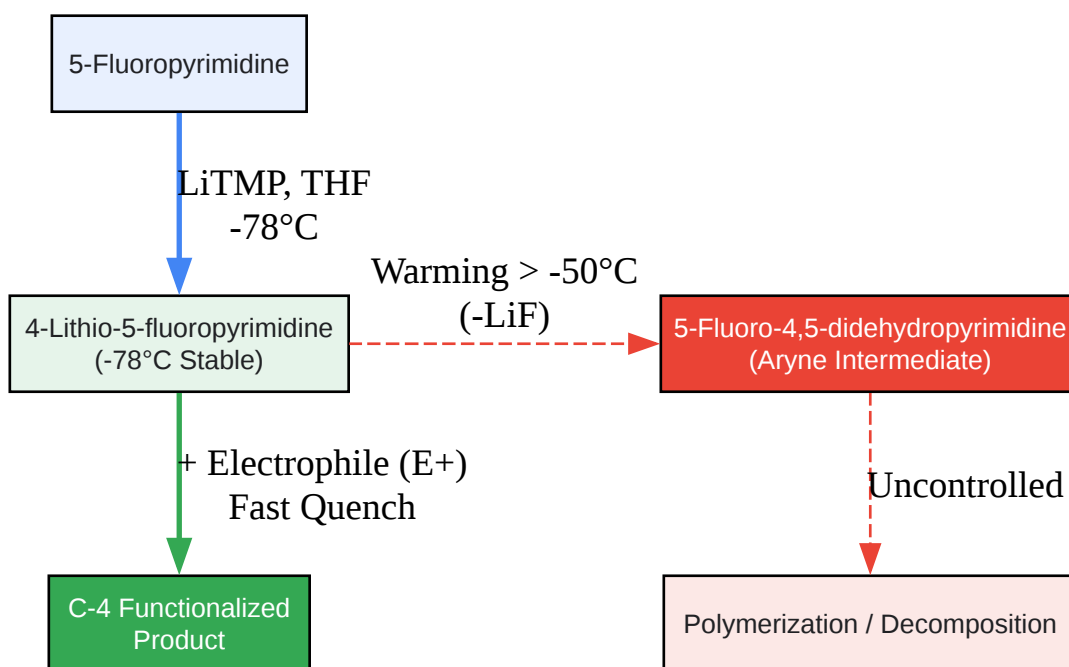 5-Fluoropyrimidine
LiTMP, THF
-78°C
Warming > -50°C
(-LiF)
4-Lithio-5-fluoropyrimidine
(-78°C Stable)
5-Fluoro-4,5-didehydropyrimidine
(Aryne Intermediate)
+ Electrophile (E+)
Fast Quench
Uncontrolled
C-4 Functionalized
Product
Polymerization / Decomposition